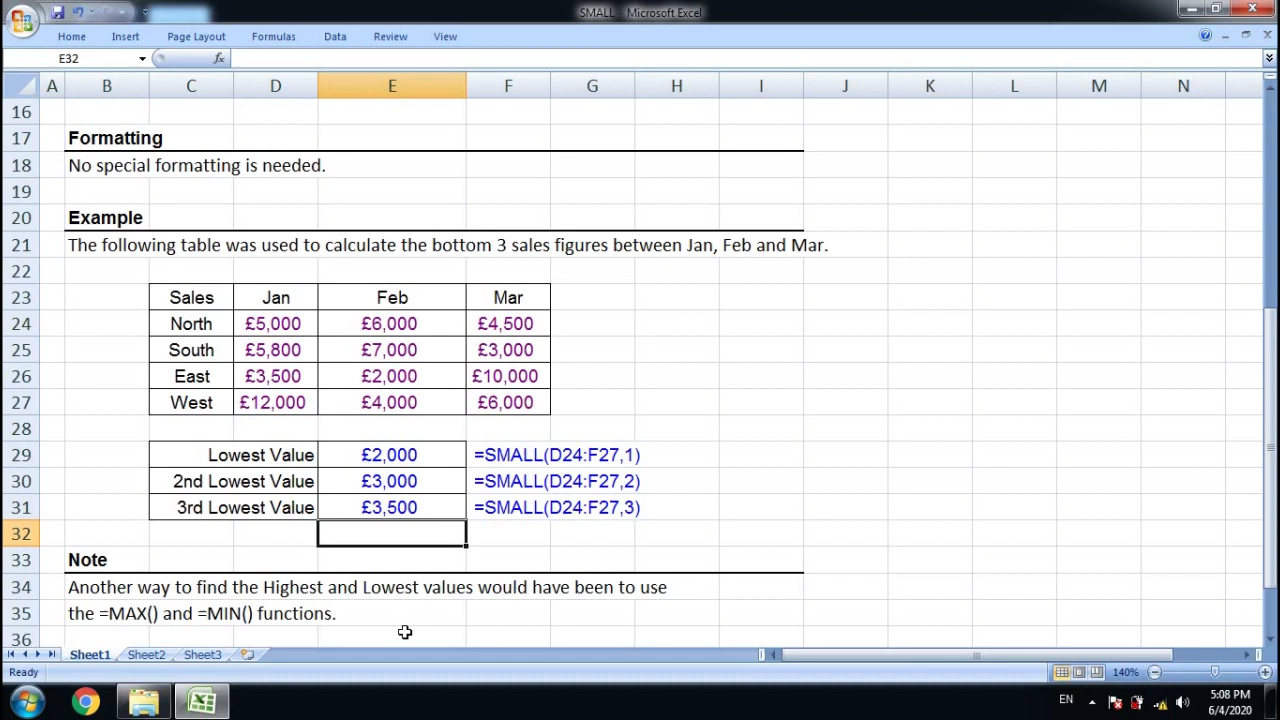 SMALL - Microsoft Excel
Home Insert Page Layout Formulas Data Review View
E32 fx
A B C D E F G H I J K L M N
16
17 Formatting
18 No special formatting is needed.
19
20 Example
21 The following table was used to calculate the bottom 3 sales figures between Jan, Feb and Mar.
22
23 Sales Jan Feb Mar
24 North £5,000 £6,000 £4,500
25 South £5,800 £7,000 £3,000
26 East £3,500 £2,000 £10,000
27 West £12,000 £4,000 £6,000
28
29 Lowest Value £2,000 =SMALL(D24:F27,1)
30 2nd Lowest Value £3,000 =SMALL(D24:F27,2)
31 3rd Lowest Value £3,500 =SMALL(D24:F27,3)
32
33 Note
34 Another way to find the Highest and Lowest values would have been to use
35 the =MAX() and =MIN() functions.
36
Sheet1 Sheet2 Sheet3
Ready 140%
EN 5:08 PM
6/4/2020